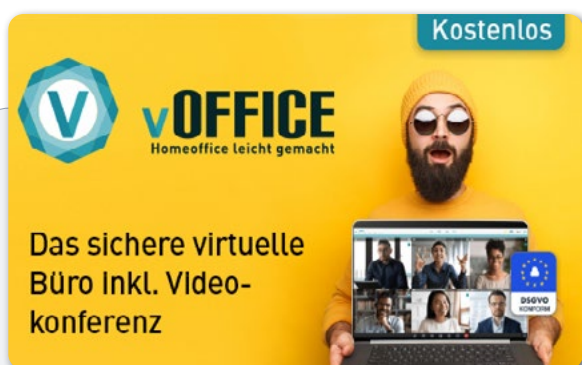 Kostenlos
V
vOFFICE
Homeoffice leicht gemacht
Das sichere virtuelle
Büro inkl. Video-
konferenz
DSGVO
KONFORM